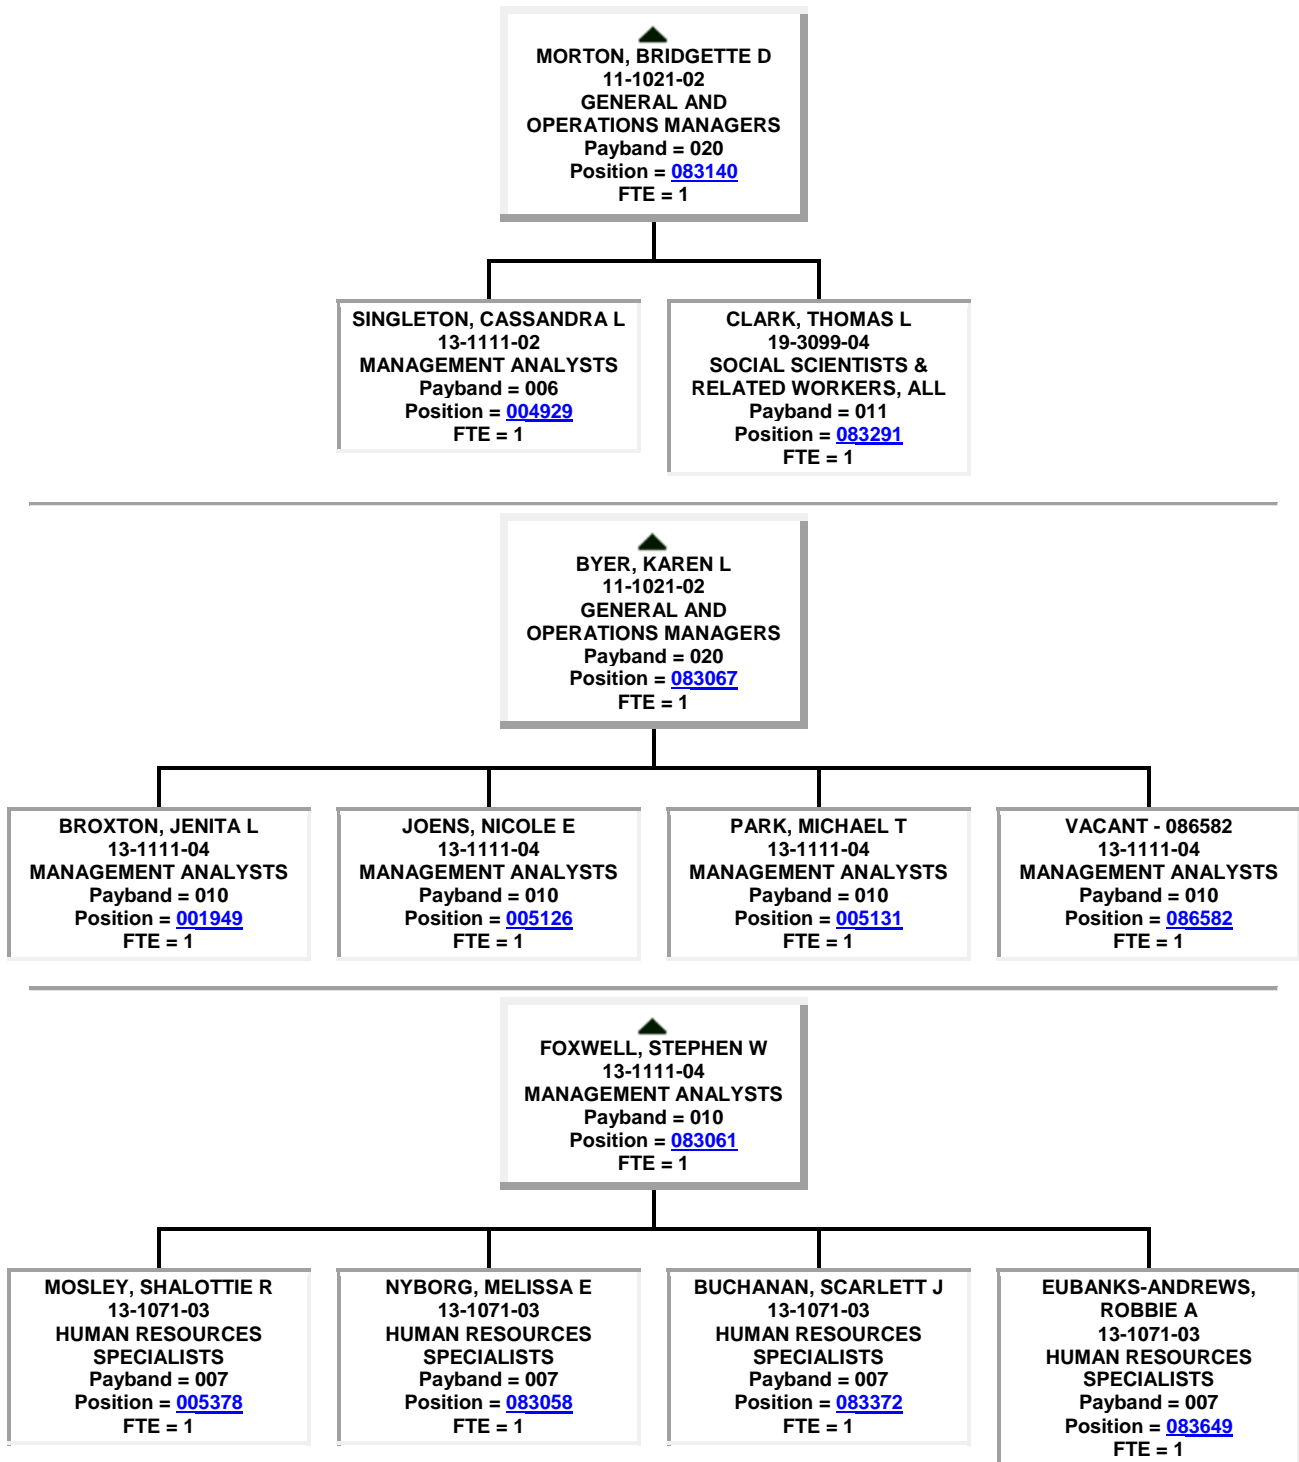 MORTON, BRIDGETTE D
11-1021-02
GENERAL AND
OPERATIONS MANAGERS
Payband = 020
Position = 083140
FTE = 1
SINGLETON, CASSANDRA L
13-1111-02
MANAGEMENT ANALYSTS
Payband = 006
Position = 004929
FTE = 1
CLARK, THOMAS L
19-3099-04
SOCIAL SCIENTISTS &
RELATED WORKERS, ALL
Payband = 011
Position = 083291
FTE = 1
BYER, KAREN L
11-1021-02
GENERAL AND
OPERATIONS MANAGERS
Payband = 020
Position = 083067
FTE = 1
BROXTON, JENITA L
13-1111-04
MANAGEMENT ANALYSTS
Payband = 010
Position = 001949
FTE = 1
JOENS, NICOLE E
13-1111-04
MANAGEMENT ANALYSTS
Payband = 010
Position = 005126
FTE = 1
PARK, MICHAEL T
13-1111-04
MANAGEMENT ANALYSTS
Payband = 010
Position = 005131
FTE = 1
VACANT - 086582
13-1111-04
MANAGEMENT ANALYSTS
Payband = 010
Position = 086582
FTE = 1
FOXWELL, STEPHEN W
13-1111-04
MANAGEMENT ANALYSTS
Payband = 010
Position = 083061
FTE = 1
MOSLEY, SHALOTTIE R
13-1071-03
HUMAN RESOURCES
SPECIALISTS
Payband = 007
Position = 005378
FTE = 1
NYBORG, MELISSA E
13-1071-03
HUMAN RESOURCES
SPECIALISTS
Payband = 007
Position = 083058
FTE = 1
BUCHANAN, SCARLETT J
13-1071-03
HUMAN RESOURCES
SPECIALISTS
Payband = 007
Position = 083372
FTE = 1
EUBANKS-ANDREWS,
ROBBIE A
13-1071-03
HUMAN RESOURCES
SPECIALISTS
Payband = 007
Position = 083649
FTE = 1